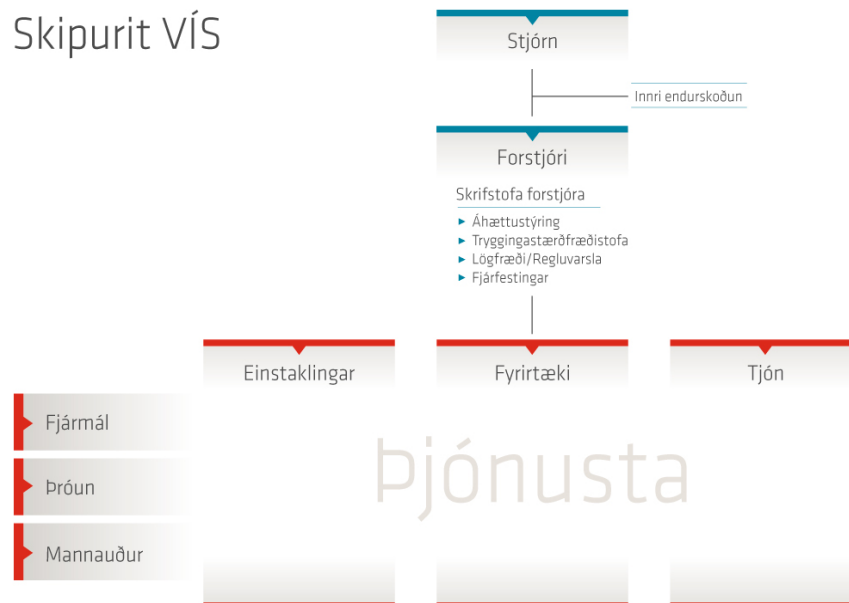 Skipurit VÍS
Stjórn
Innri endurskoðun
Forstjóri
Skrifstofa forstjóra
Áhættustýring
Tryggingastærðfræðistofa
Lögfræði/Regluvarsla
Fjárfestingar
Einstaklingar
Fyrirtæki
Tjón
Fjármál
Þróun
Mannauður
Þjónusta